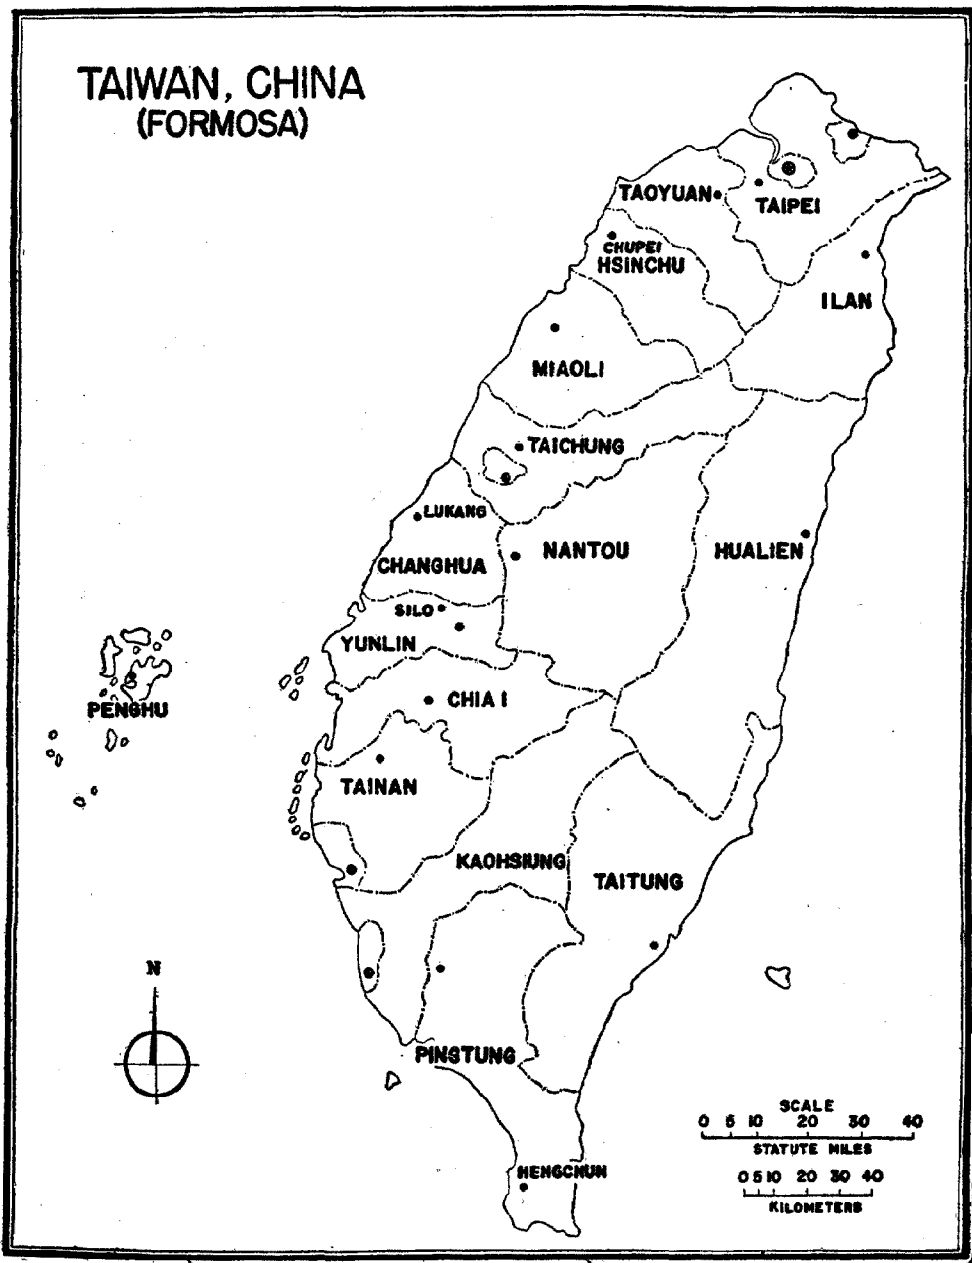 TAIWAN, CHINA
(FORMOSA)
TAOYUAN
TAIPEI
CHUPEI
HSINCHU
ILAN
MIAOLI
TAICHUNG
LUKANG
NANTOU
HUALIEN
CHANGHUA
SILO
YUNLIN
CHIA I
PENGHU
TAINAN
KAOHSIUNG
TAITUNG
N
PINGTUNG
HENGCHUN
SCALE
0 5 10 20 30 40
STATUTE MILES
0 5 10 20 30 40
KILOMETERS